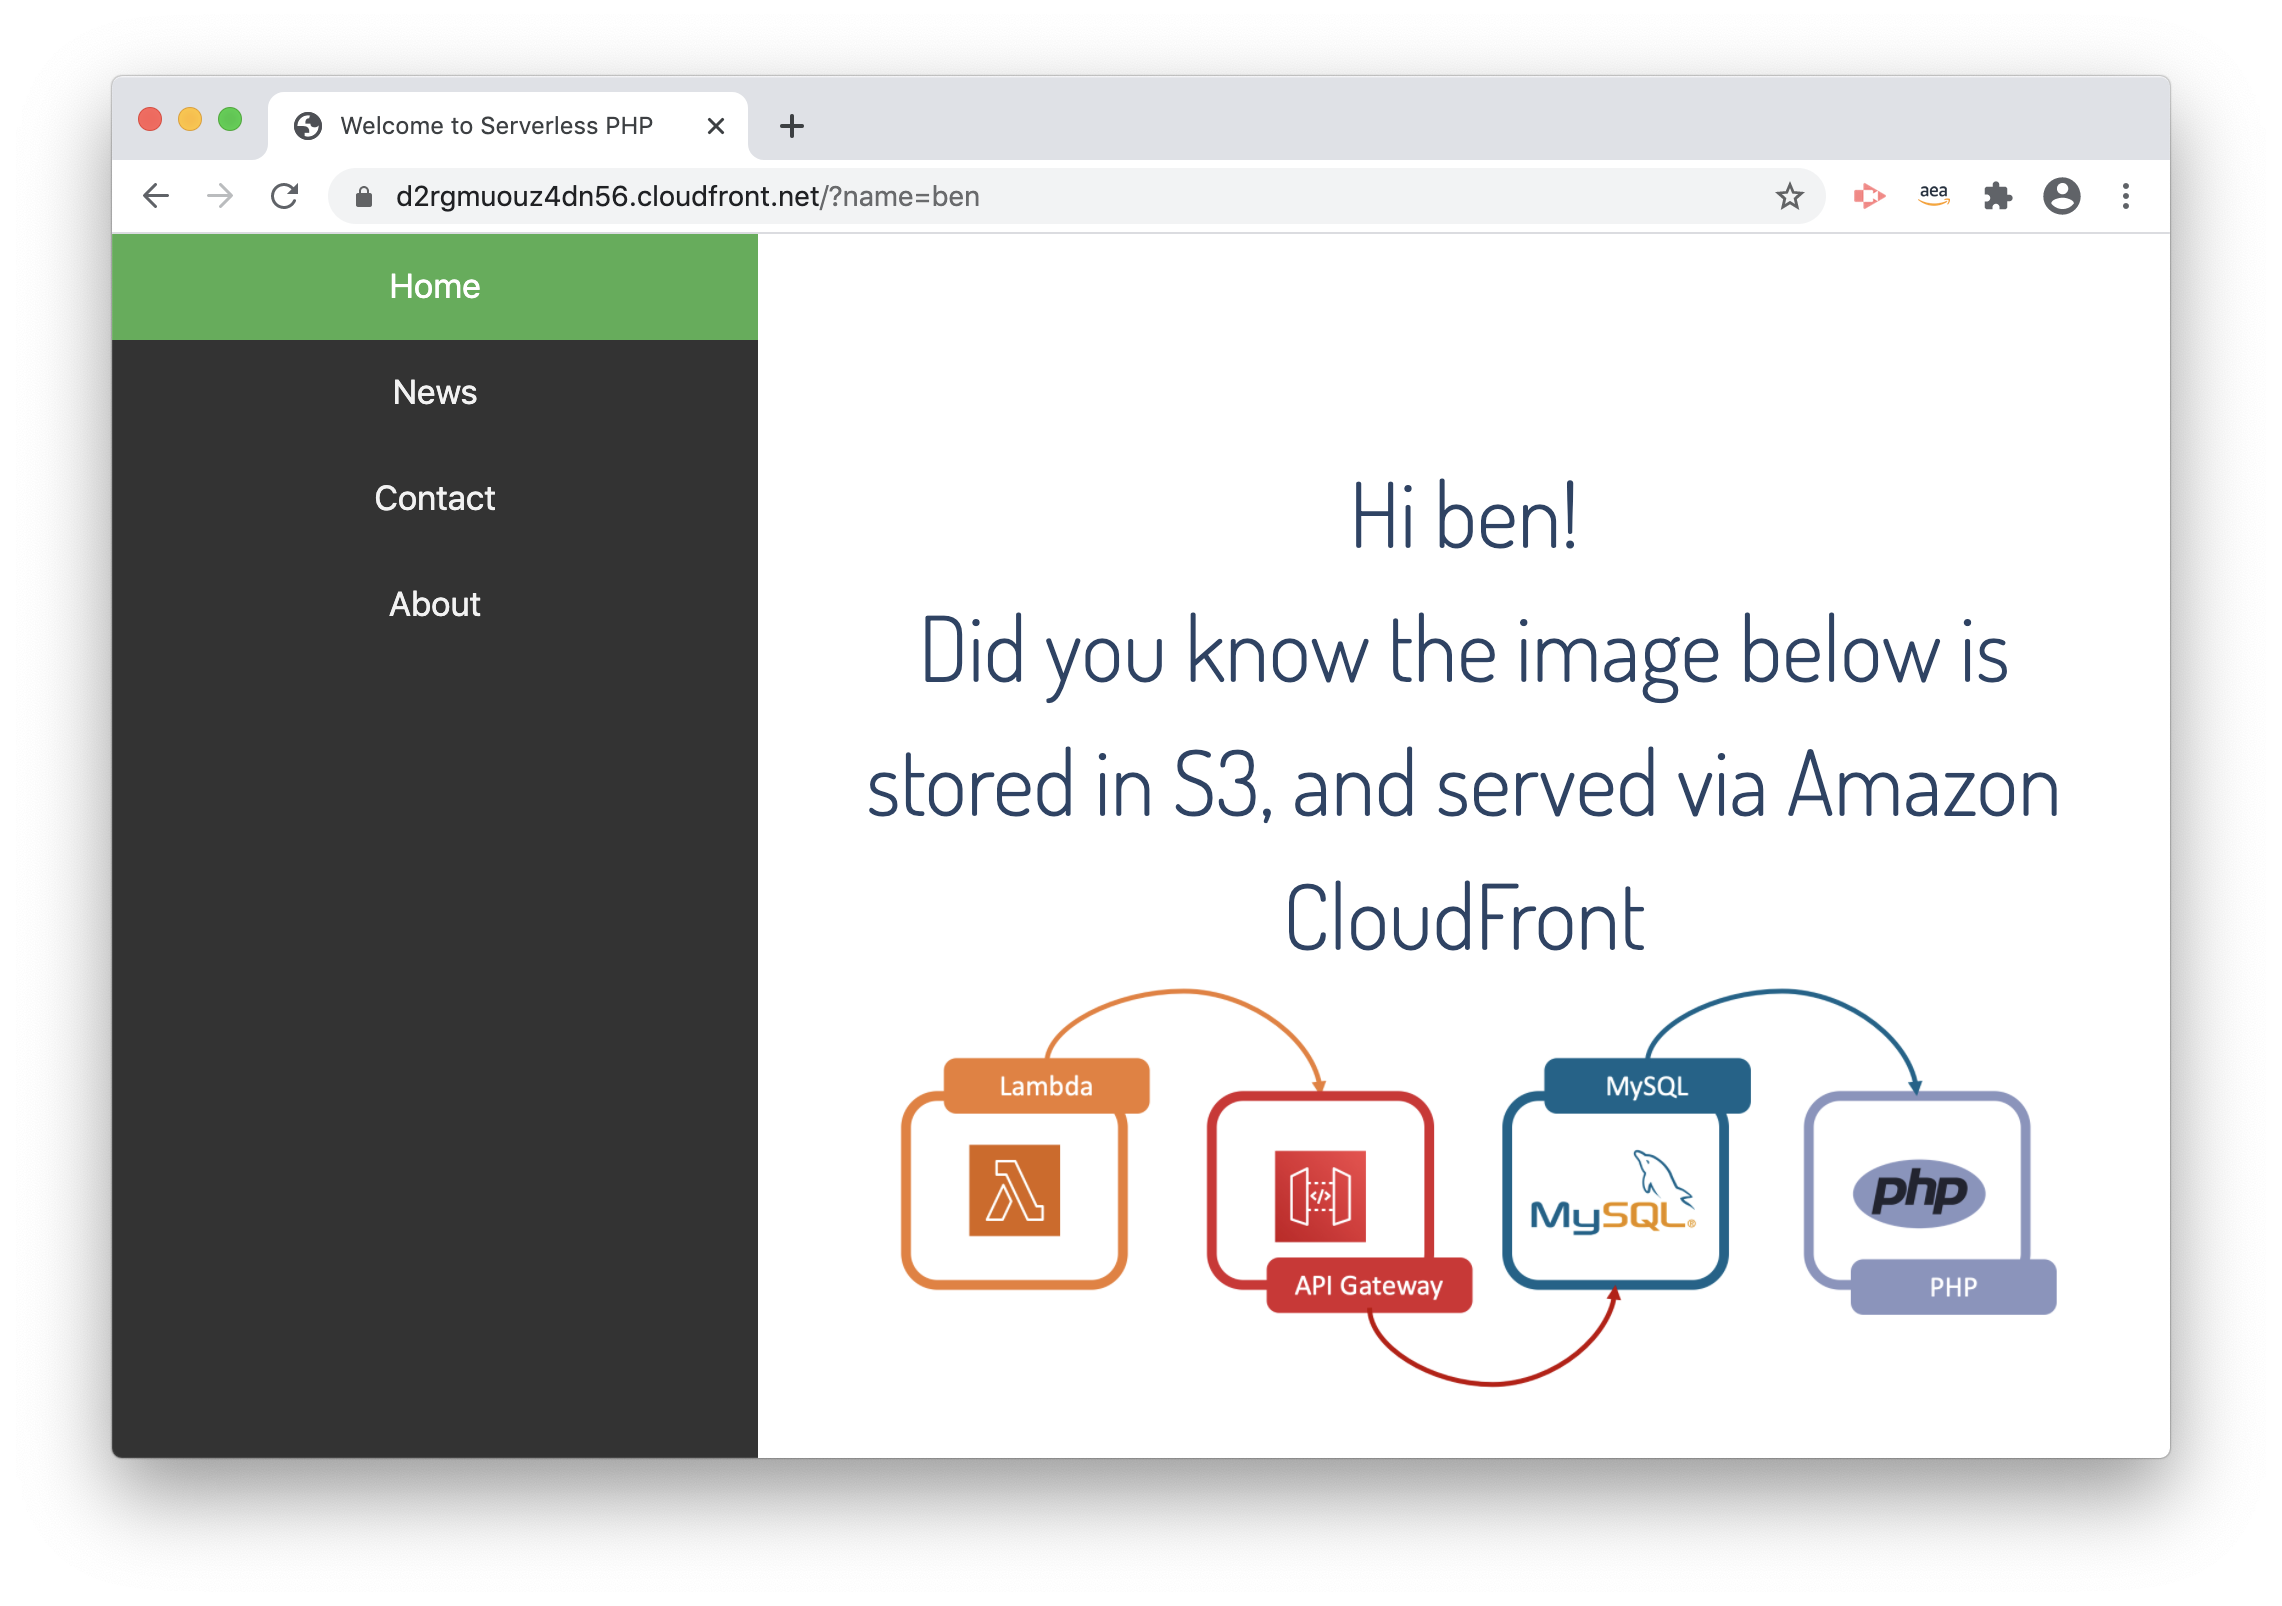 Welcome to Serverless PHP
d2rgmuouz4dn56.cloudfront.net/?name=ben
aea
Home
News
Contact
About
Hi ben!
Did you know the image below is
stored in S3, and served via Amazon
CloudFront
Lambda
MySQL
</>
MySQL®
php
API Gateway
PHP